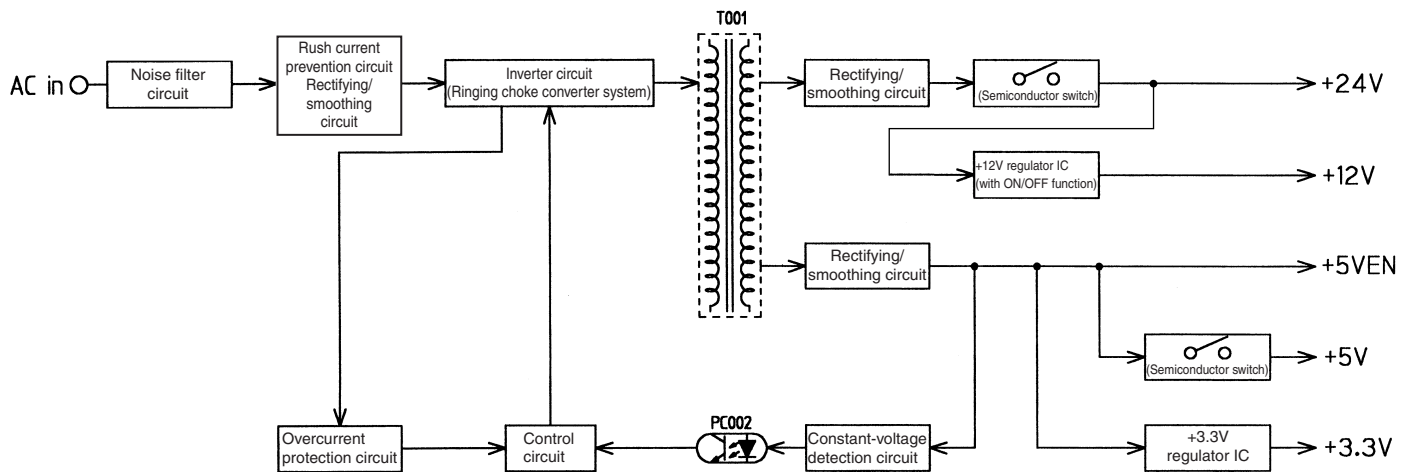 T001
AC in
Noise filter
circuit
Rush current
prevention circuit
Rectifying/
smoothing
circuit
Inverter circuit
(Ringing choke converter system)
Rectifying/
smoothing circuit
(Semiconductor switch)
+24V
+12V regulator IC
(with ON/OFF function)
+12V
Rectifying/
smoothing circuit
+5VEN
(Semiconductor switch)
+5V
Overcurrent
protection circuit
Control
circuit
PC002
Constant-voltage
detection circuit
+3.3V
regulator IC
+3.3V